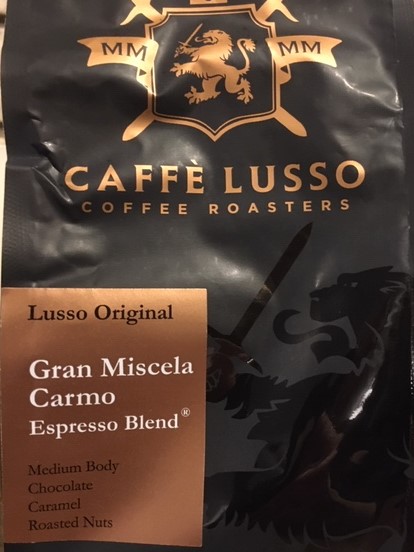 MM MM
CAFFÈ LUSSO
COFFEE ROASTERS
Lusso Original
Gran Miscela
Carmo
Espresso Blend®
Medium Body
Chocolate
Caramel
Roasted Nuts